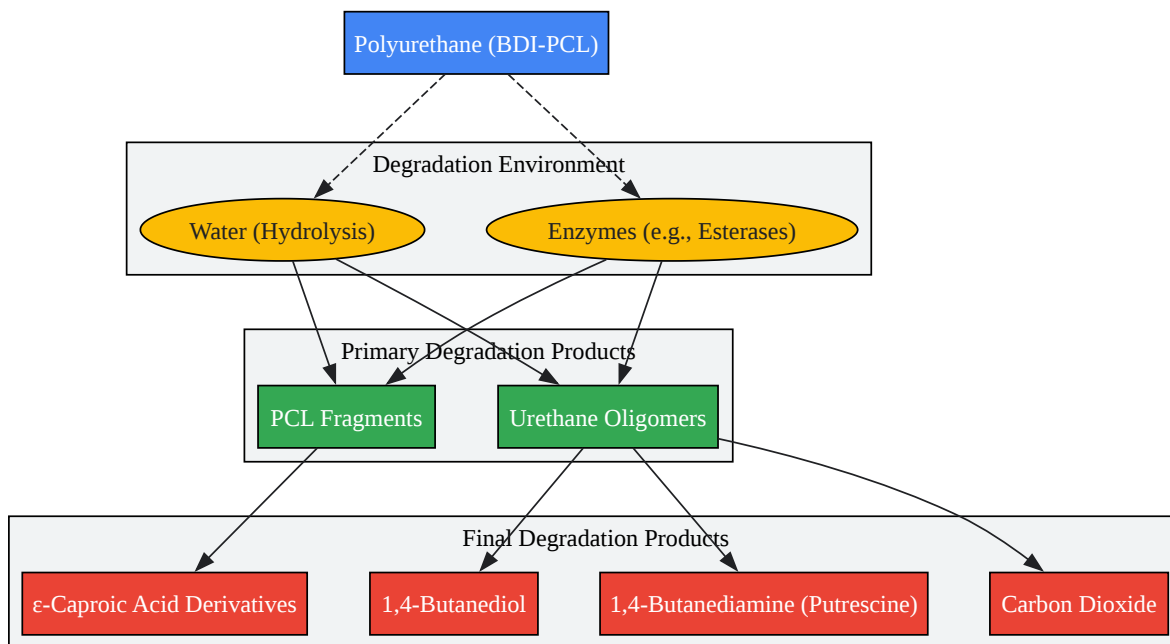 Polyurethane (BDI-PCL)
Degradation Environment
Water (Hydrolysis)
Enzymes (e.g., Esterases)
Primary Degradation Products
PCL Fragments
Urethane Oligomers
Final Degradation Products
ε-Caproic Acid Derivatives
1,4-Butanediol
1,4-Butanediamine (Putrescine)
Carbon Dioxide